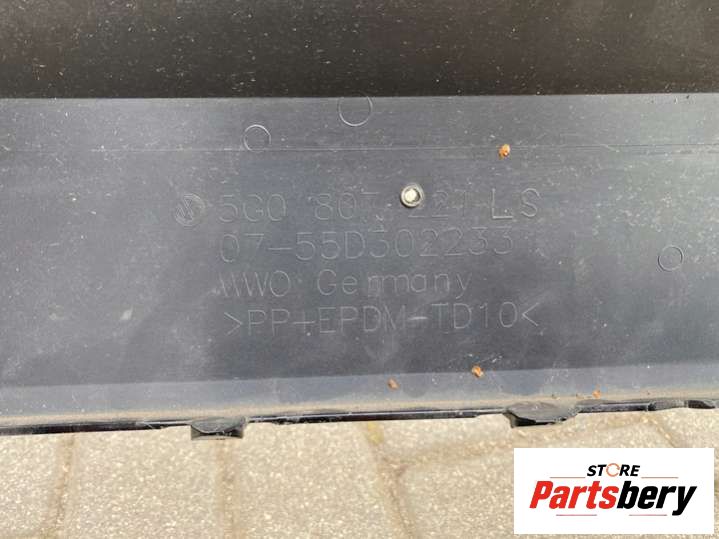 5G0 LS
07-55D302233
WWO Germany
>PP+EPDM-TD10<
STORE
Partsbery